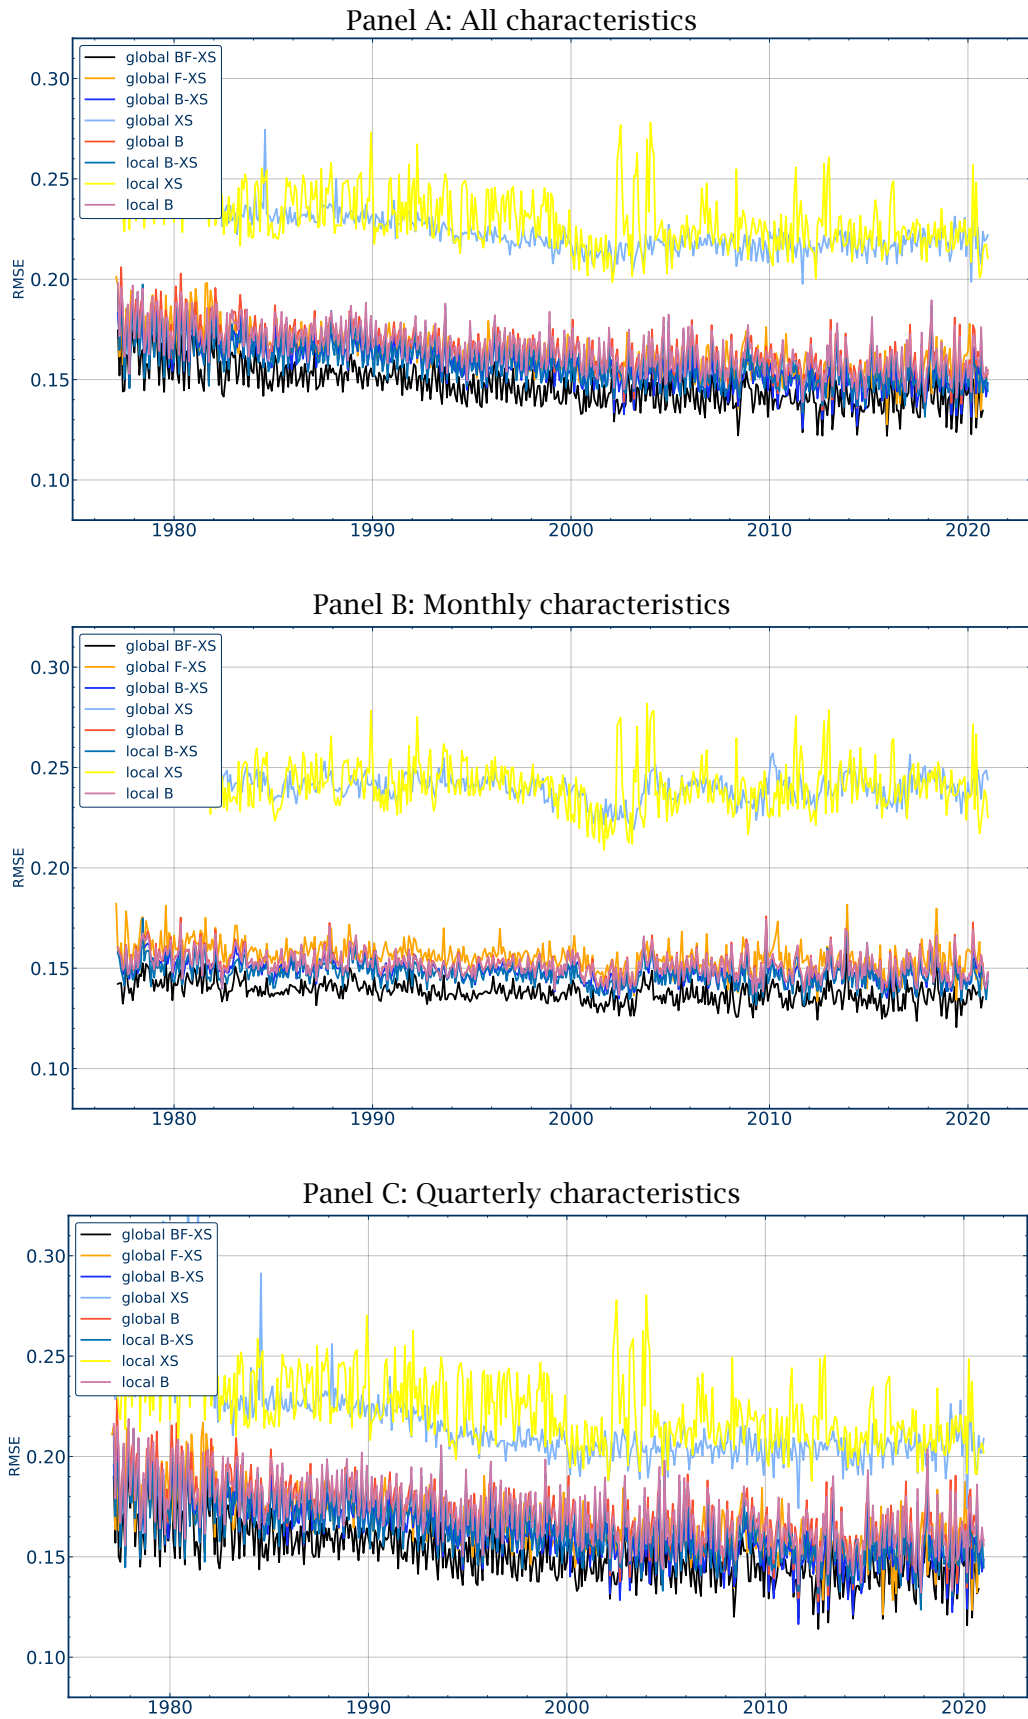 Panel A: All characteristics
global BF-XS
global F-XS
global B-XS
global XS
global B
local B-XS
local XS
local B
RMSE
0.30
0.25
0.20
0.15
0.10
1980 1990 2000 2010 2020
Panel B: Monthly characteristics
global BF-XS
global F-XS
global B-XS
global XS
global B
local B-XS
local XS
local B
RMSE
0.30
0.25
0.20
0.15
0.10
1980 1990 2000 2010 2020
Panel C: Quarterly characteristics
global BF-XS
global F-XS
global B-XS
global XS
global B
local B-XS
local XS
local B
RMSE
0.30
0.25
0.20
0.15
0.10
1980 1990 2000 2010 2020